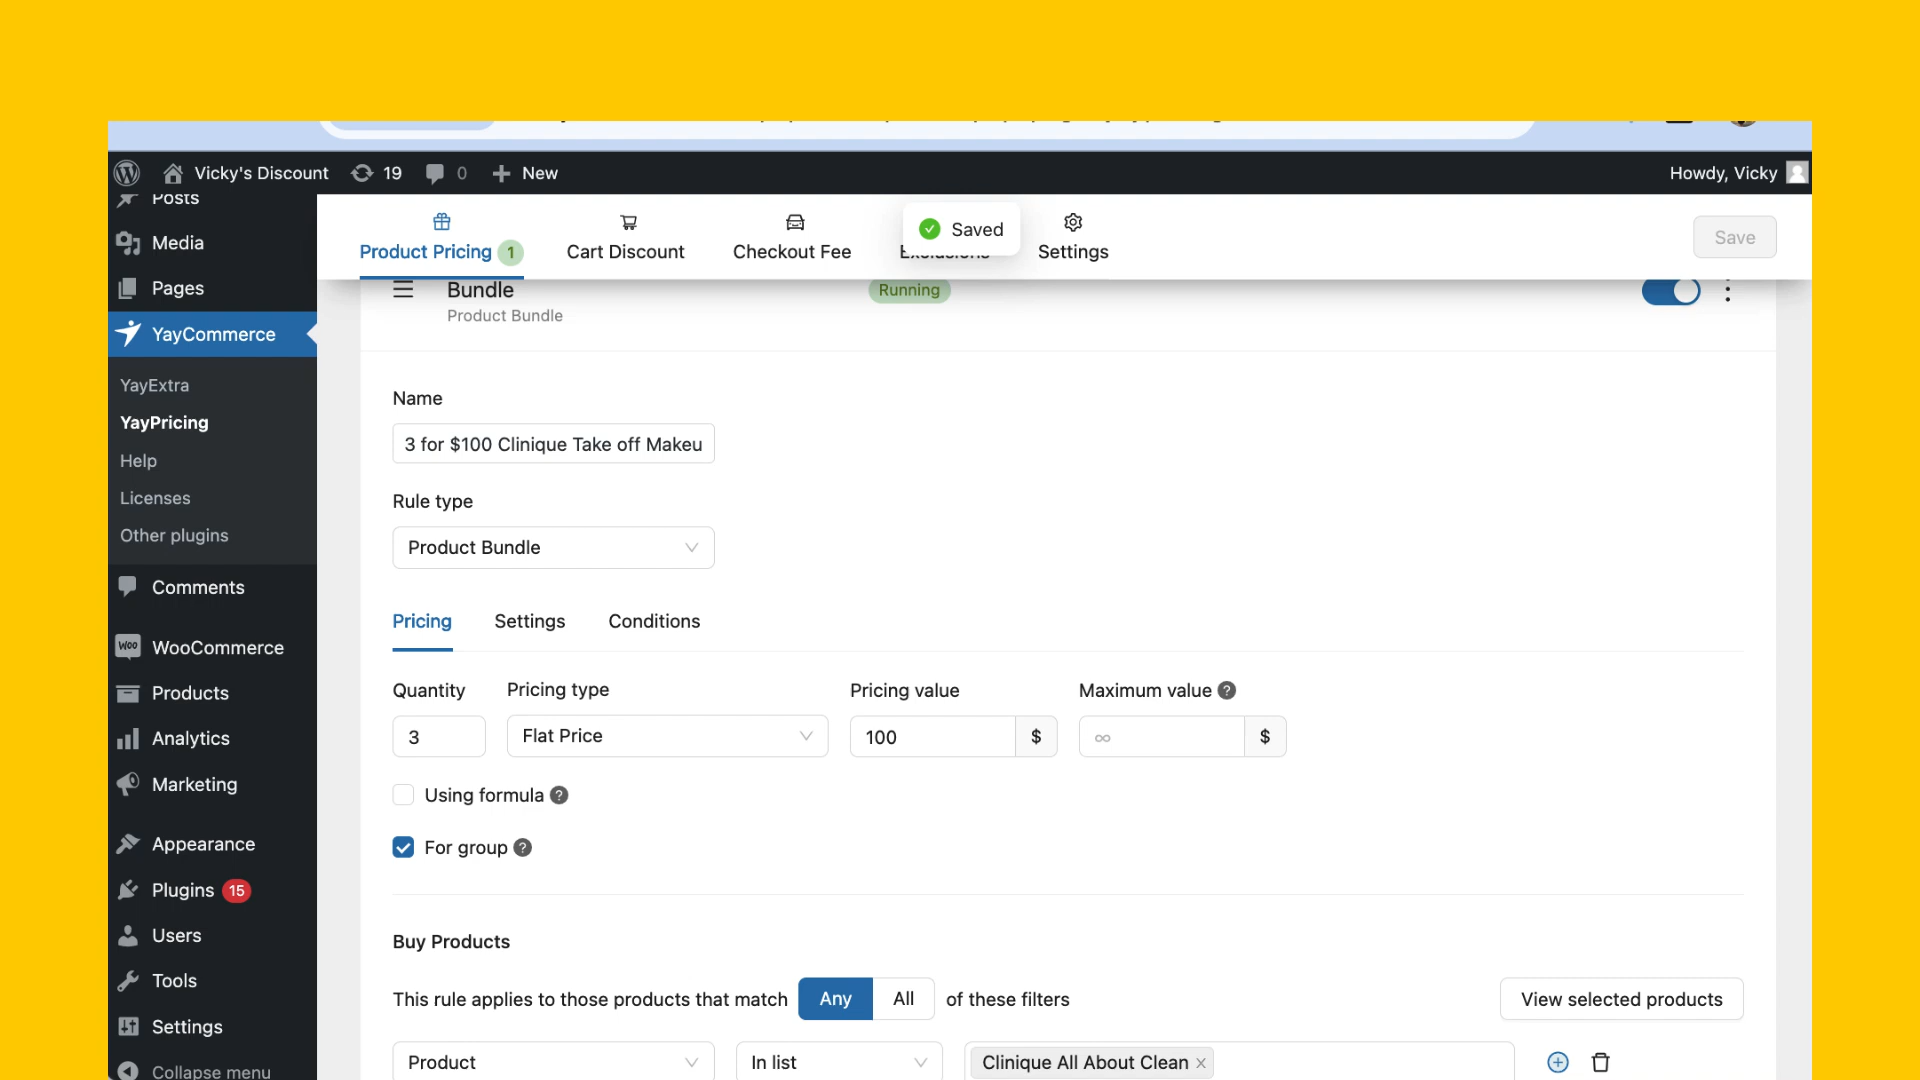 Vicky's Discount 19 0 New Howdy, Vicky
Posts
Media
Pages
YayCommerce
YayExtra
YayPricing
Help
Licenses
Other plugins
Comments
WooCommerce
Products
Analytics
Marketing
Appearance
Plugins 15
Users
Tools
Settings
Collapse menu
Product Pricing 1 Cart Discount Checkout Fee Exclusions Settings
Saved
Save
Bundle Running
Product Bundle
Name
3 for $100 Clinique Take off Makeu
Rule type
Product Bundle
Pricing Settings Conditions
Quantity Pricing type Pricing value Maximum value ?
3 Flat Price 100 $ ∞ $
Using formula ?
For group ?
Buy Products
This rule applies to those products that match Any All of these filters View selected products
Product In list Clinique All About Clean ×